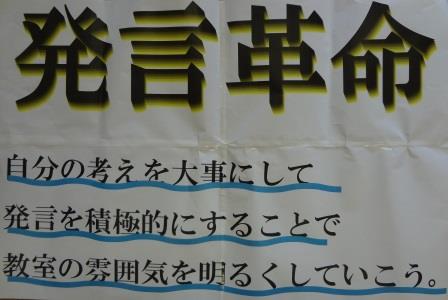 発言革命
自分の考えを大事にして
発言を積極的にすることで
教室の雰囲気を明るくしていこう。